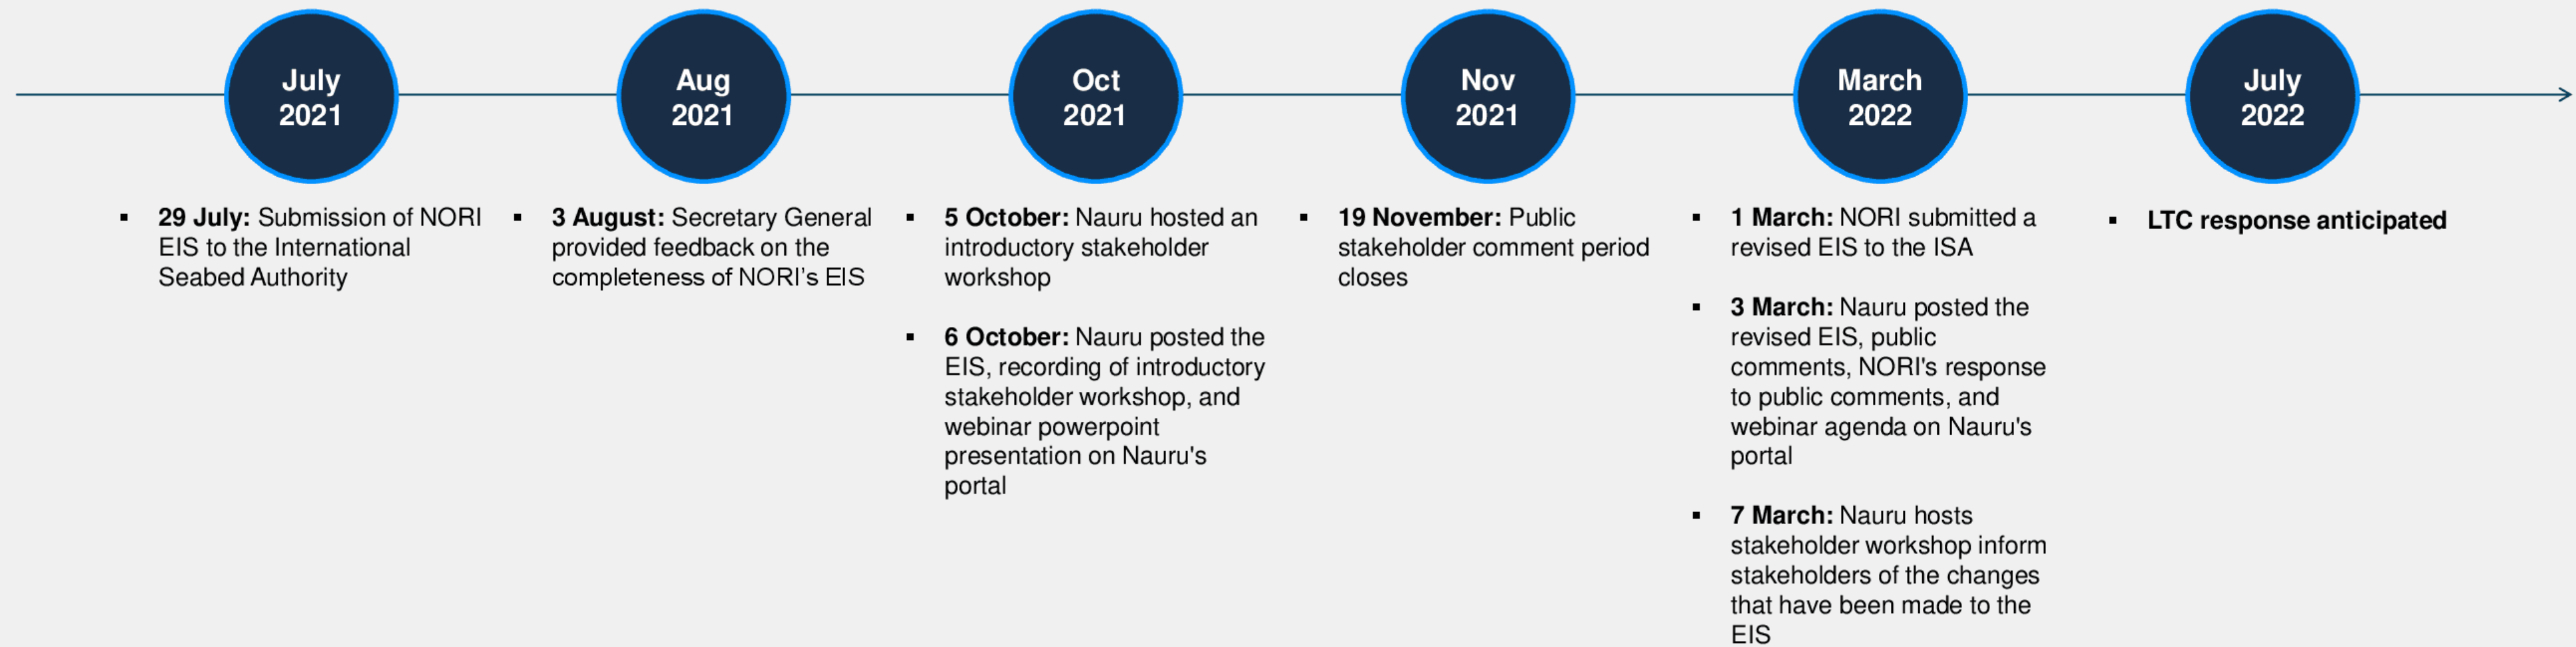 July
2021
Aug
2021
Oct
2021
Nov
2021
March
2022
July
2022
▪ 29 July: Submission of NORI
EIS to the International
Seabed Authority
▪ 3 August: Secretary General
provided feedback on the
completeness of NORI’s EIS
▪ 5 October: Nauru hosted an
introductory stakeholder
workshop
▪ 6 October: Nauru posted the
EIS, recording of introductory
stakeholder workshop, and
webinar powerpoint
presentation on Nauru's
portal
▪ 19 November: Public
stakeholder comment period
closes
▪ 1 March: NORI submitted a
revised EIS to the ISA
▪ 3 March: Nauru posted the
revised EIS, public
comments, NORI's response
to public comments, and
webinar agenda on Nauru's
portal
▪ 7 March: Nauru hosts
stakeholder workshop inform
stakeholders of the changes
that have been made to the
EIS
▪ LTC response anticipated